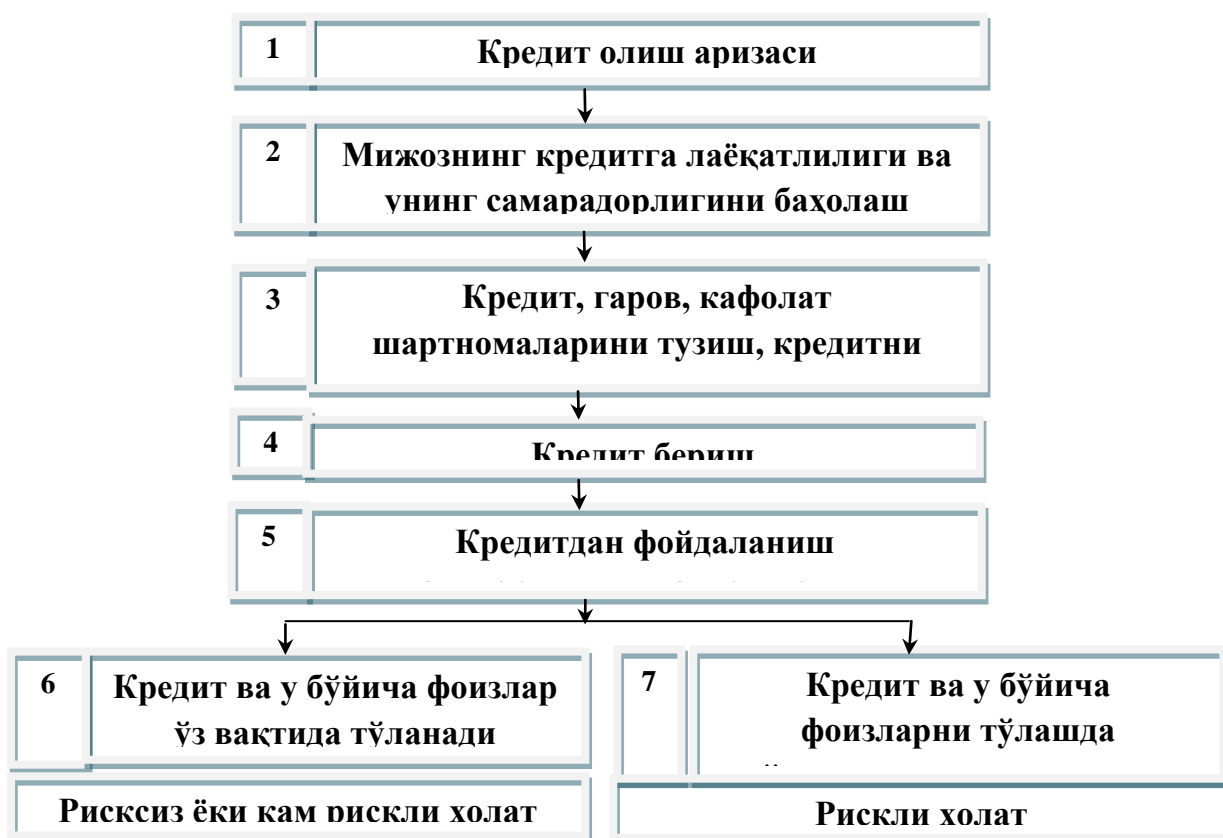 1
Кредит олиш аризаси
2
Мижознинг кредитга лаёқатлилиги ва
унинг самарадорлигини баҳолаш
3
Кредит, гаров, кафолат
шартномаларини тузиш, кредитни
4
Кредит бериш
5
Кредитдан фойдаланиш
6
Кредит ва у бўйича фоизлар
ўз вақтида тўланади
7
Кредит ва у бўйича
фоизларни тўлашда
Рисксиз ёки кам рискли холат
Рискли холат